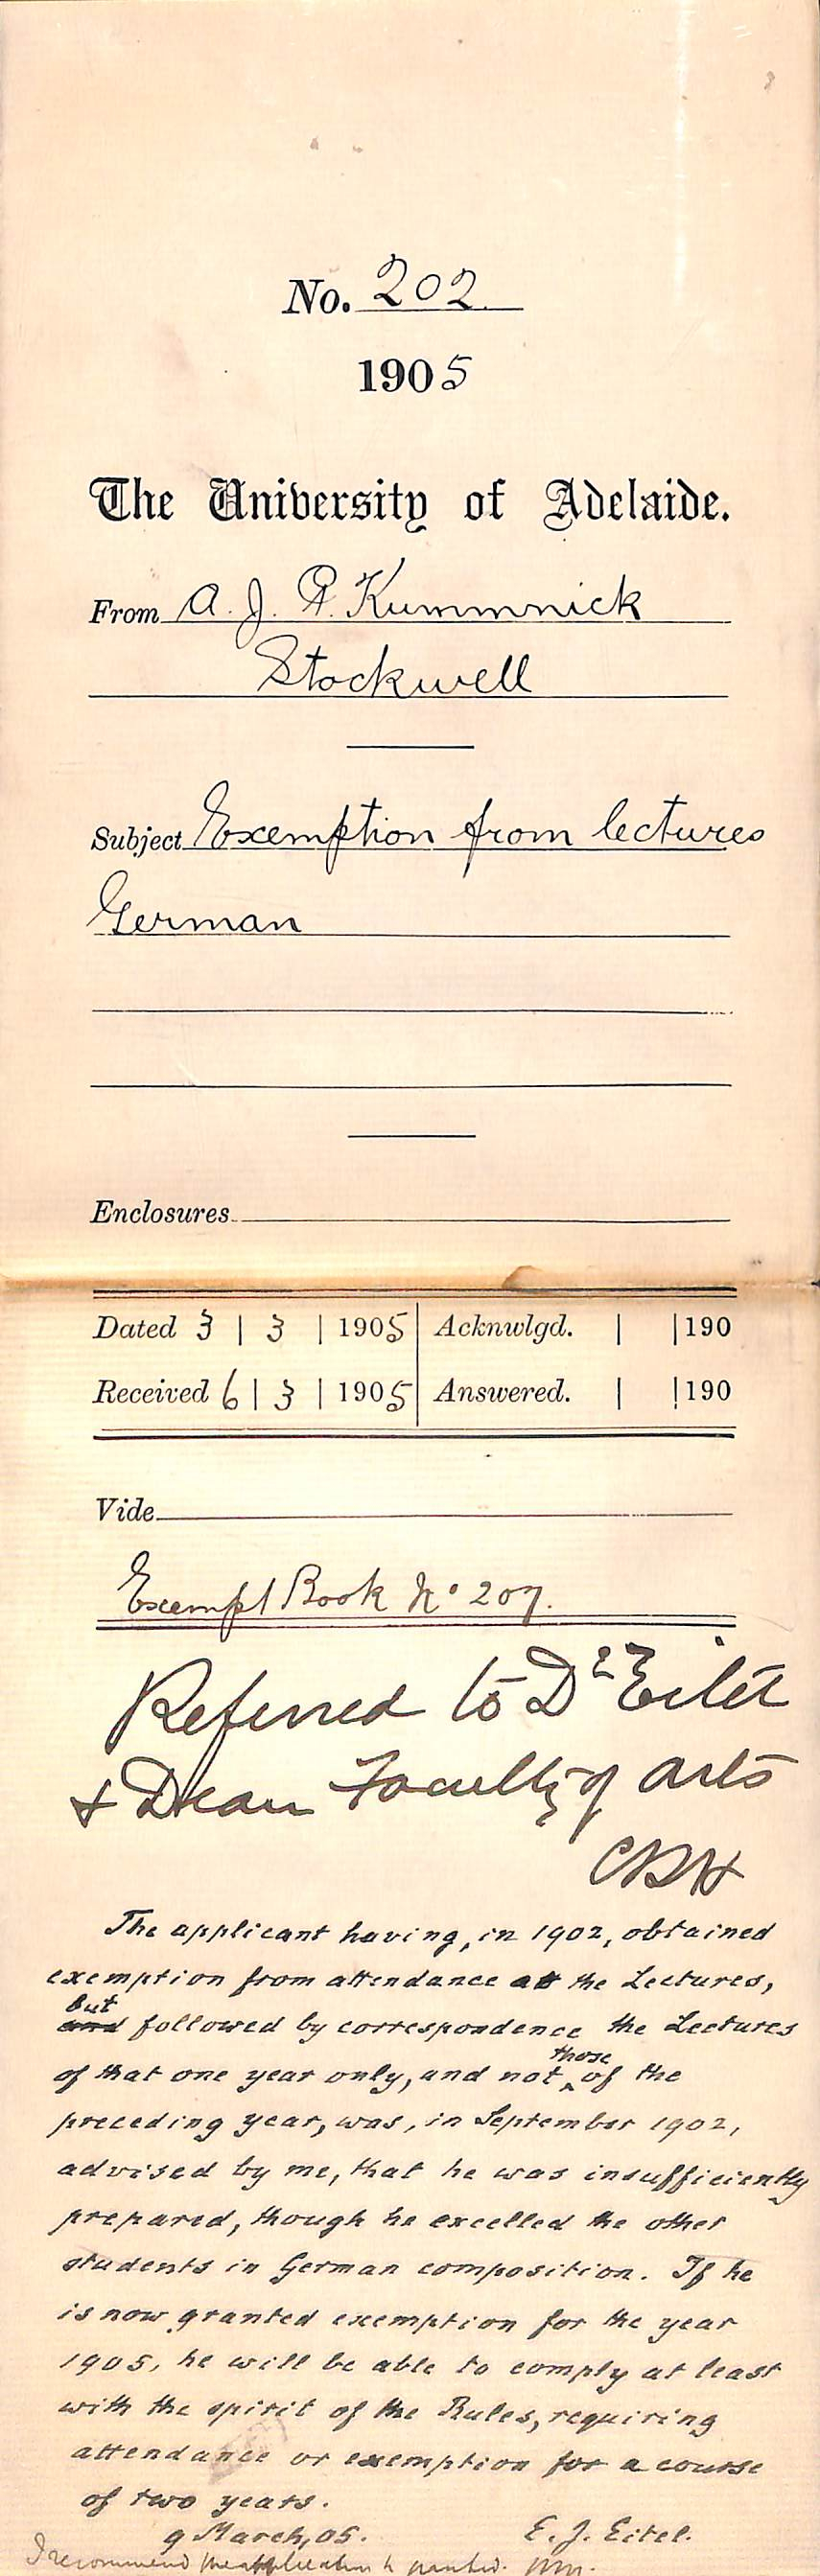 No. 202.
1905
The University of Adelaide.
From A. J. P. Kummnick
Stockwell
Subject Exemption from lectures
German
Enclosures
Dated 3 | 3 | 1905 Acknwlgd. | | 190
Received 6 | 3 | 1905 Answered. | | 190
Vide
Exempt Book No 207.
Referred to Dr Eitel
& Dean Faculty of Arts
CRH
The applicant having, in 1902, obtained
exemption from attendance at the Lectures,
but
and followed by correspondence the Lectures
those
of that one year only, and not of the
preceding year, was, in September 1902,
advised by me, that he was insufficiently
prepared, though he excelled the other
students in German composition. If he
is now granted exemption for the year
1905, he will be able to comply at least
with the spirit of the Rules, requiring
attendance or exemption for a course
of two years.
9 March, 05. E. J. Eitel.
I recommend the application be granted.